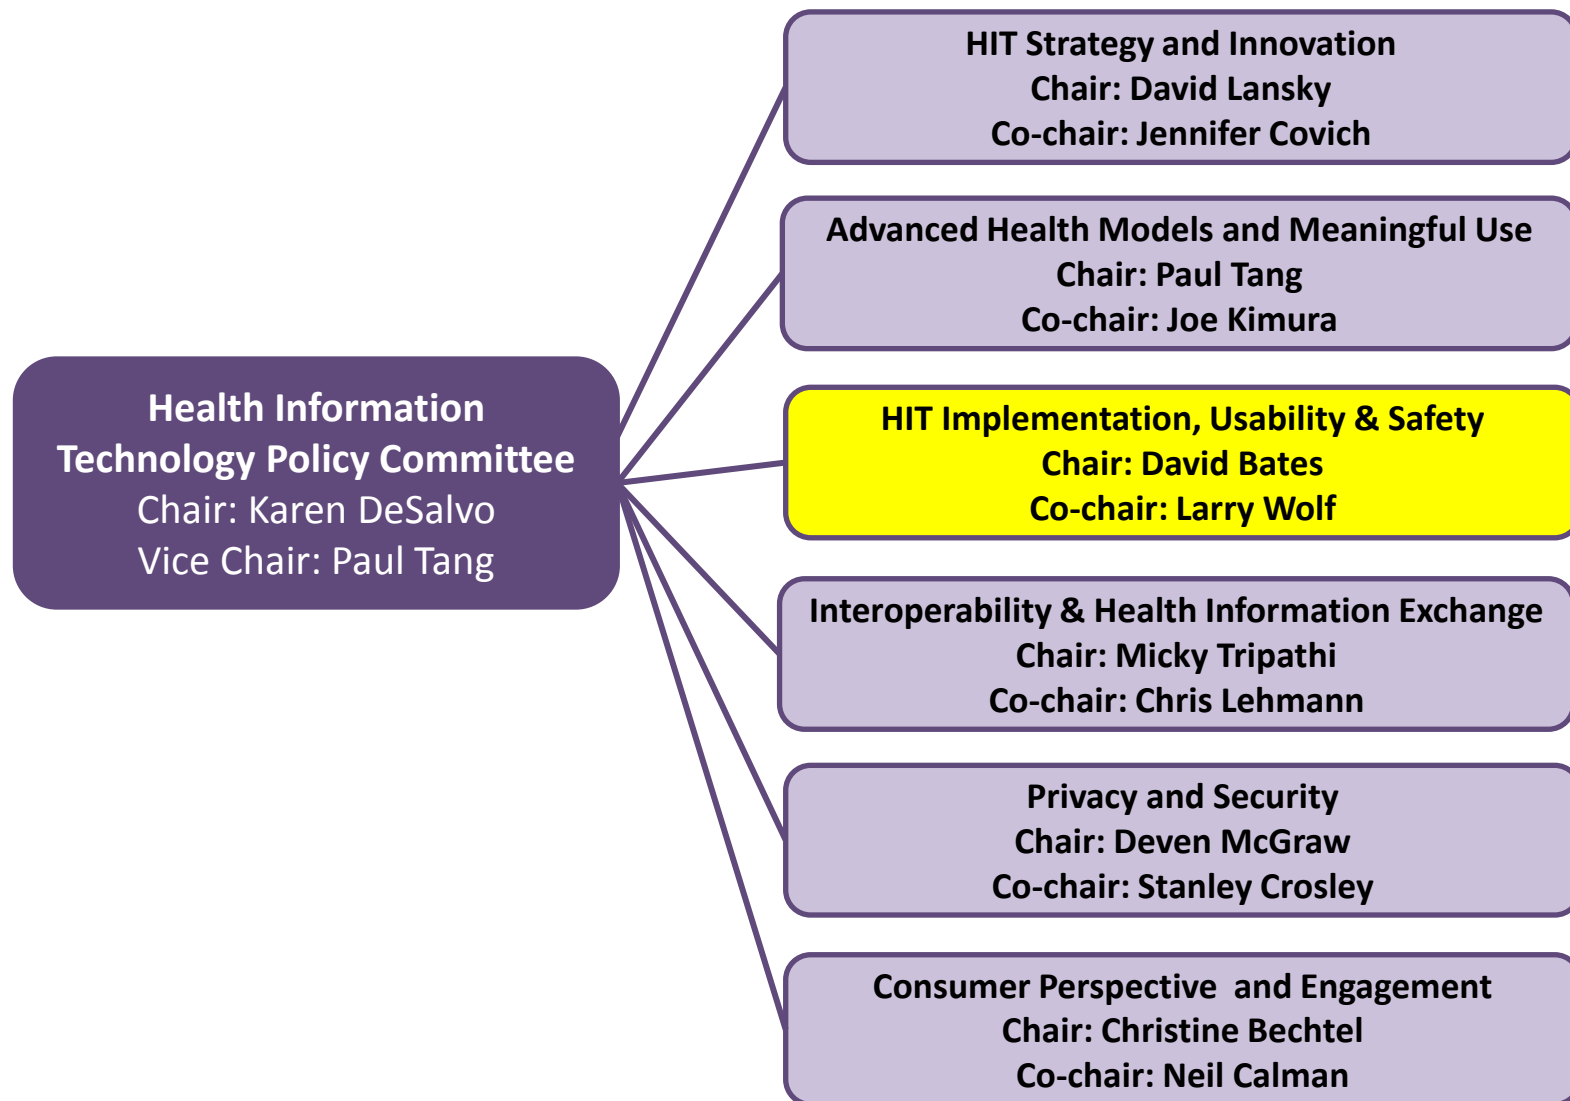 HIT Strategy and Innovation
Chair: David Lansky
Co-chair: Jennifer Covich
Advanced Health Models and Meaningful Use
Chair: Paul Tang
Co-chair: Joe Kimura
Health Information
Technology Policy Committee
Chair: Karen DeSalvo
Vice Chair: Paul Tang
HIT Implementation, Usability & Safety
Chair: David Bates
Co-chair: Larry Wolf
Interoperability & Health Information Exchange
Chair: Micky Tripathi
Co-chair: Chris Lehmann
Privacy and Security
Chair: Deven McGraw
Co-chair: Stanley Crosley
Consumer Perspective  and Engagement
Chair: Christine Bechtel
Co-chair: Neil Calman